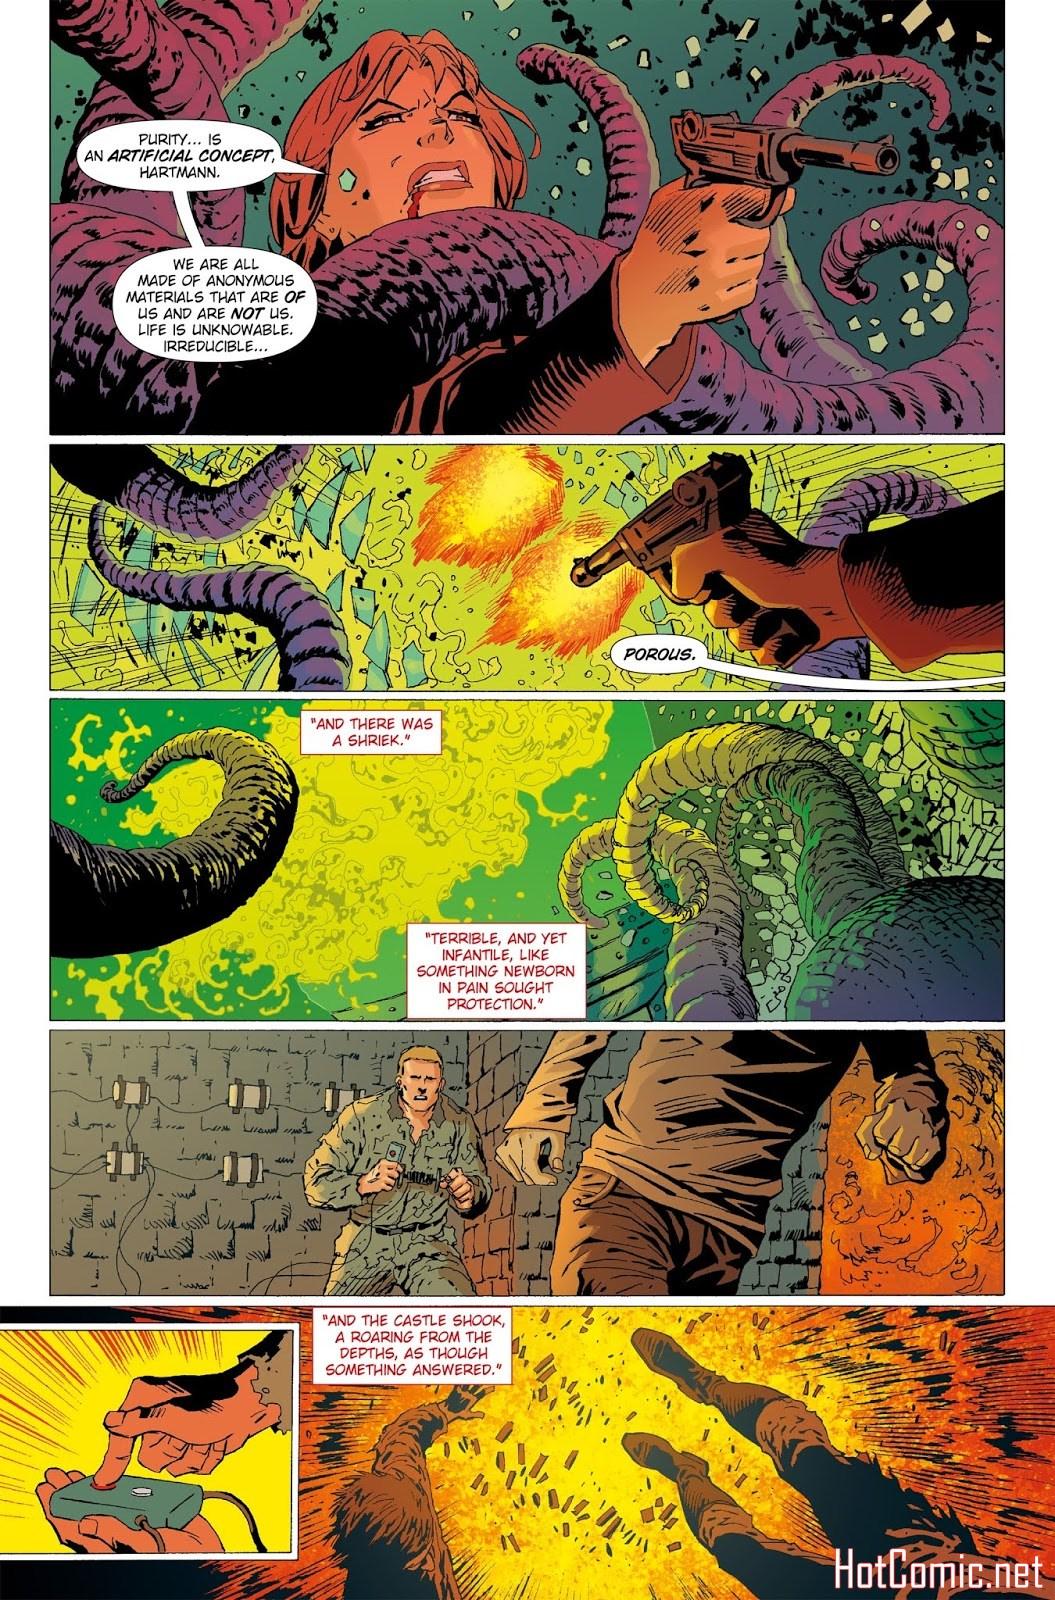 PURITY... IS
AN ARTIFICIAL CONCEPT,
HARTMANN.
WE ARE ALL
MADE OF ANONYMOUS
MATERIALS THAT ARE OF
US AND ARE NOT US.
LIFE IS UNKNOWABLE.
IRREDUCIBLE...
POROUS.
"AND THERE WAS
A SHRIEK."
"TERRIBLE, AND YET
INFANTILE, LIKE
SOMETHING NEWBORN
IN PAIN SOUGHT
PROTECTION."
"AND THE CASTLE SHOOK,
A ROARING FROM THE
DEPTHS, AS THOUGH
SOMETHING ANSWERED."
HotComic.net